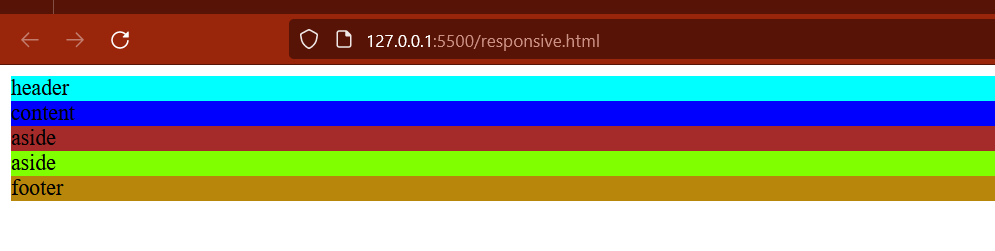 127.0.0.1:5500/responsive.html
header
content
aside
aside
footer